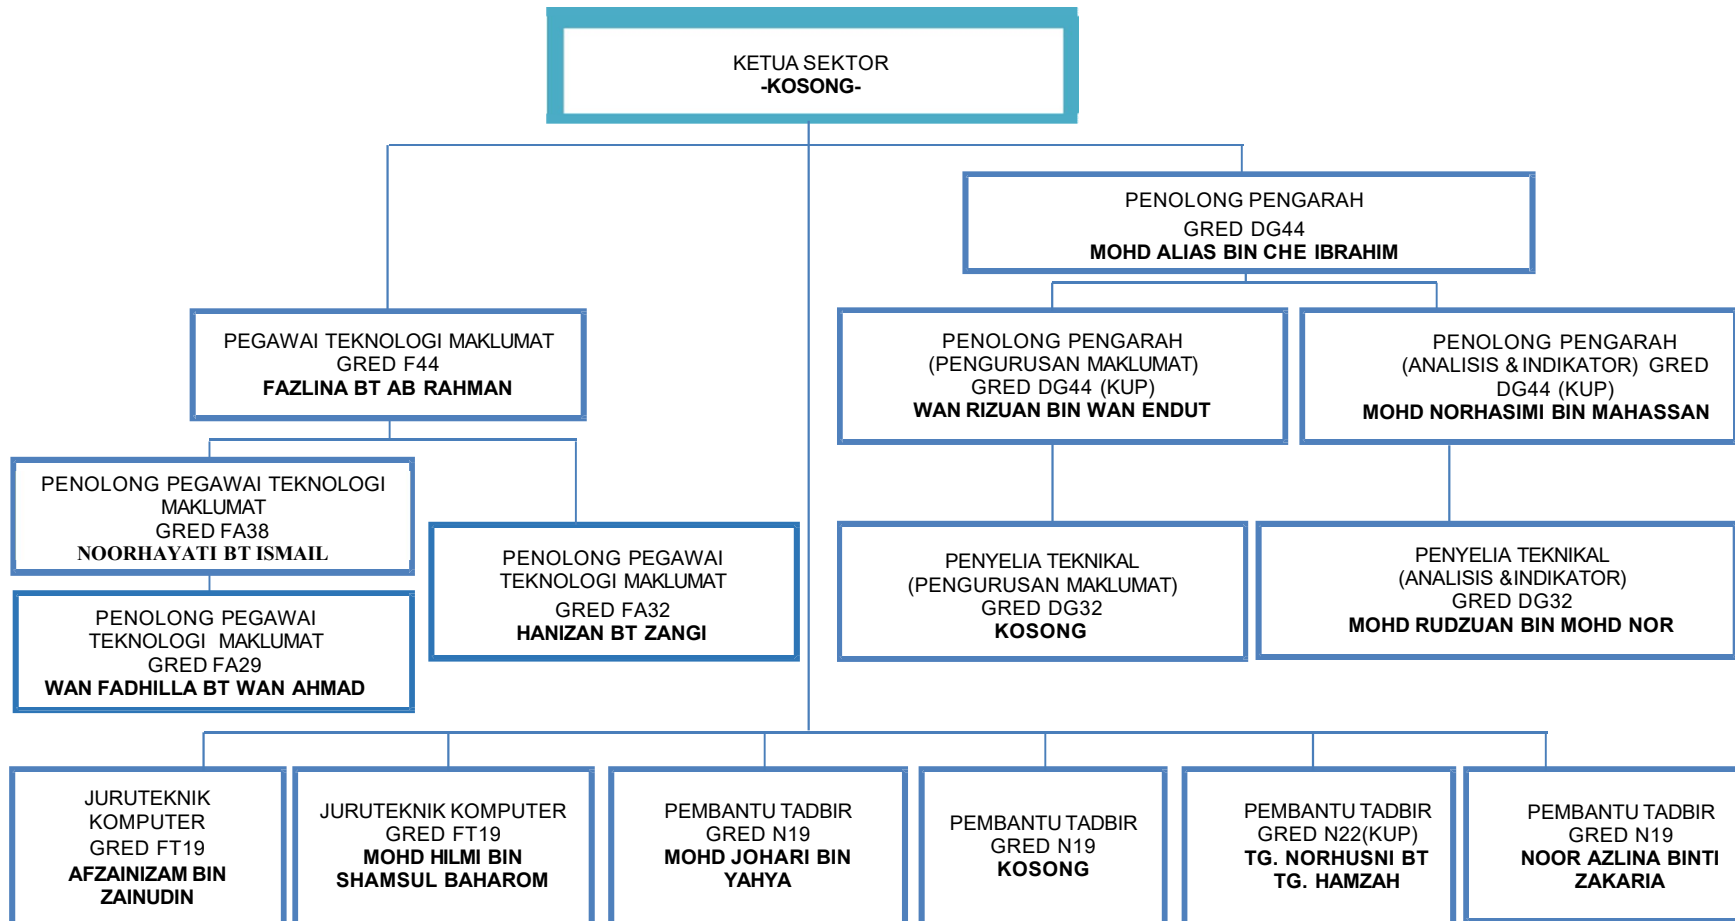 KETUA SEKTOR
-KOSONG-
PENOLONG PENGARAH
GRED DG44
MOHD ALIAS BIN CHE IBRAHIM
PEGAWAI TEKNOLOGI MAKLUMAT
GRED F44
FAZLINA BT AB RAHMAN
PENOLONG PENGARAH
(PENGURUSAN MAKLUMAT)
GRED DG44 (KUP)
WAN RIZUAN BIN WAN ENDUT
PENOLONG PENGARAH
(ANALISIS & INDIKATOR) GRED
DG44 (KUP)
MOHD NORHASIMI BIN MAHASSAN
PENOLONG PEGAWAI TEKNOLOGI
MAKLUMAT
GRED FA38
NOORHAYATI BT ISMAIL
PENOLONG PEGAWAI
TEKNOLOGI MAKLUMAT
GRED FA32
HANIZAN BT ZANGI
PENYELIA TEKNIKAL
(PENGURUSAN MAKLUMAT)
GRED DG32
KOSONG
PENYELIA TEKNIKAL
(ANALISIS &INDIKATOR)
GRED DG32
MOHD RUDZUAN BIN MOHD NOR
PENOLONG PEGAWAI
TEKNOLOGI MAKLUMAT
GRED FA29
WAN FADHILLA BT WAN AHMAD
JURUTEKNIK
KOMPUTER
GRED FT19
AFZAINIZAM BIN
ZAINUDIN
JURUTEKNIK KOMPUTER
GRED FT19
MOHD HILMI BIN
SHAMSUL BAHAROM
PEMBANTU TADBIR
GRED N19
MOHD JOHARI BIN
YAHYA
PEMBANTU TADBIR
GRED N19
KOSONG
PEMBANTU TADBIR
GRED N22(KUP)
TG. NORHUSNI BT
TG. HAMZAH
PEMBANTU TADBIR
GRED N19
NOOR AZLINA BINTI
ZAKARIA